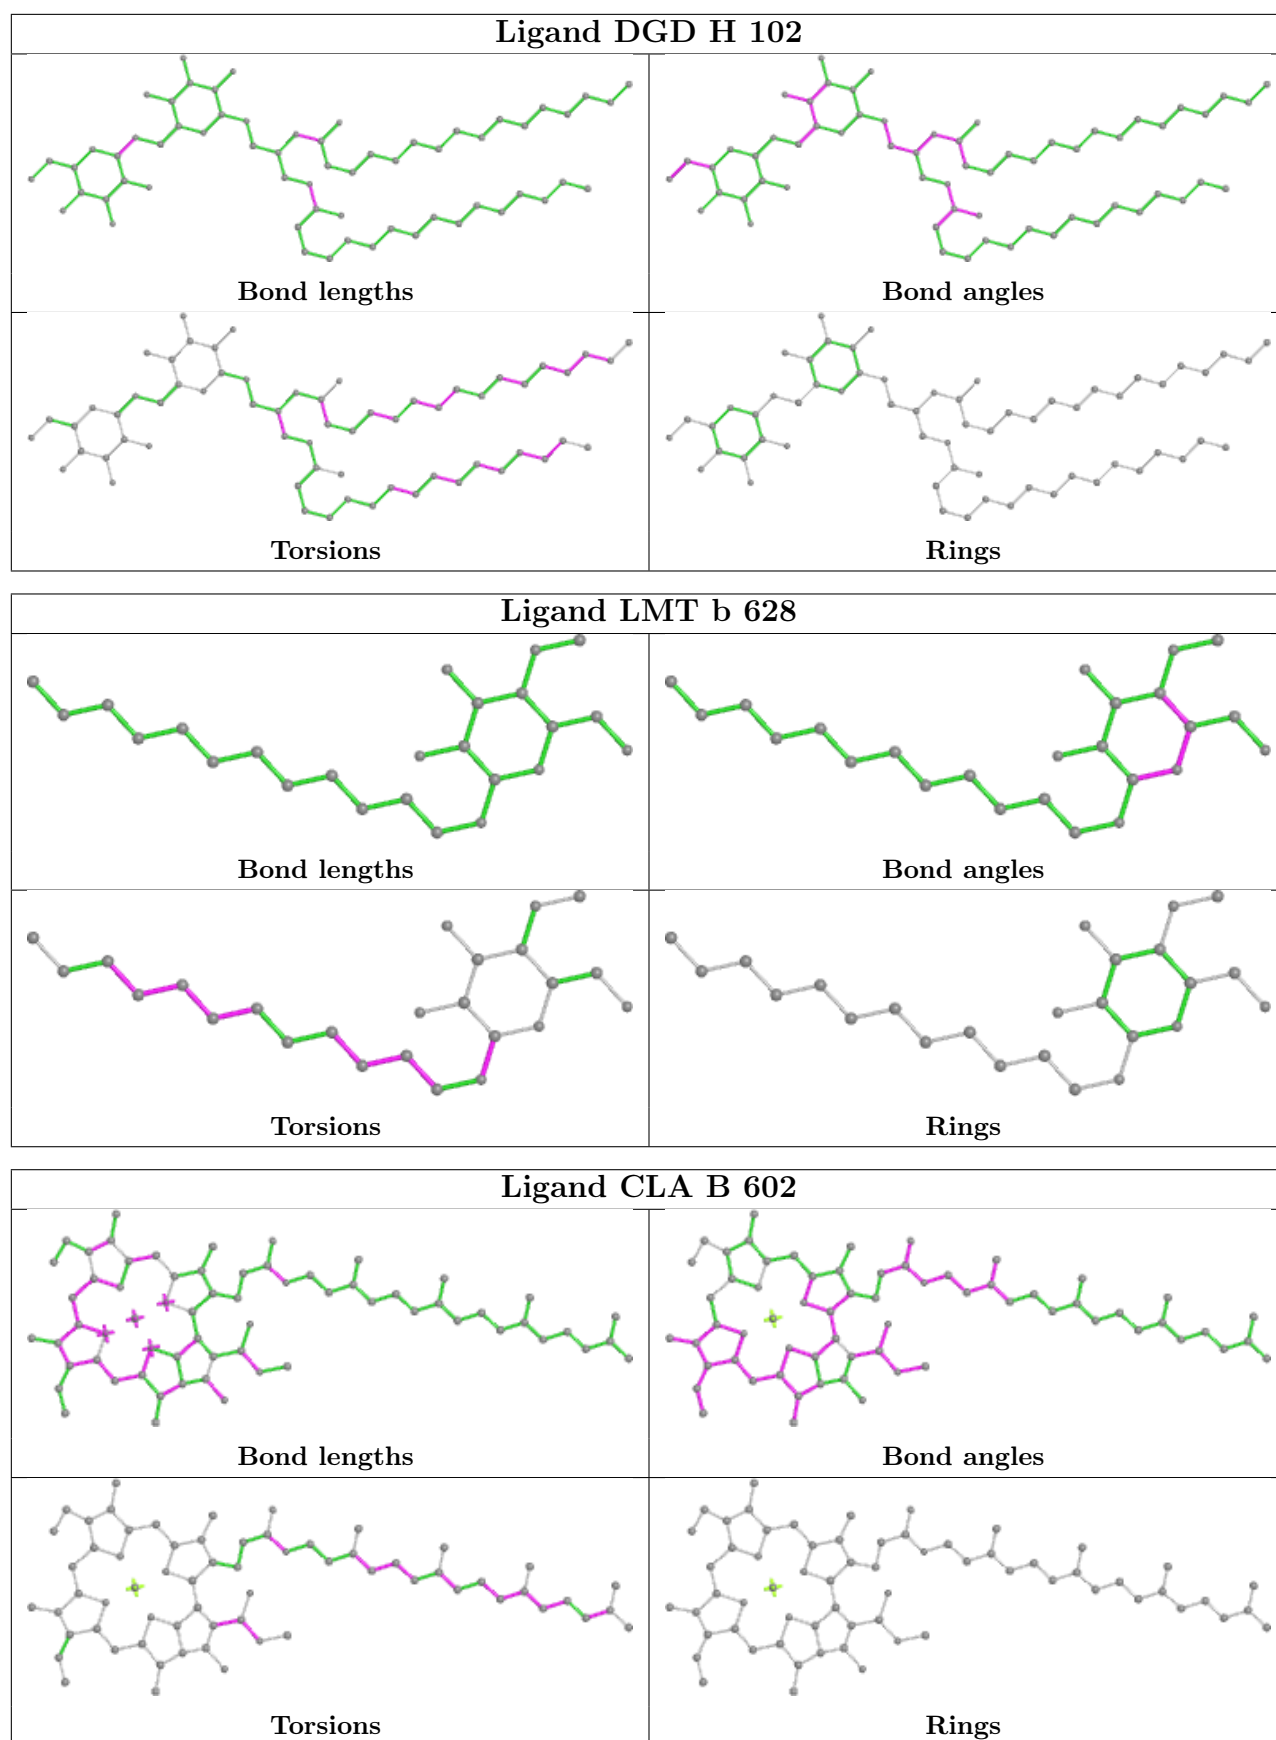 Ligand DGD H 102
Bond lengths
Bond angles
Torsions
Rings
Ligand LMT b 628
Bond lengths
Bond angles
Torsions
Rings
Ligand CLA B 602
Bond lengths
Bond angles
Torsions
Rings